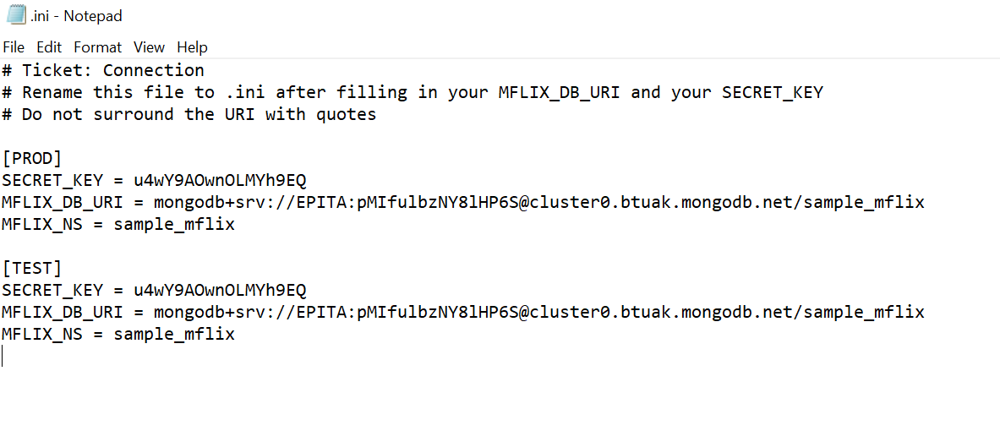 .ini - Notepad
File Edit Format View Help
# Ticket: Connection
# Rename this file to .ini after filling in your MFLIX_DB_URI and your SECRET_KEY
# Do not surround the URI with quotes
[PROD]
SECRET_KEY = u4wY9AOwnOLMYh9EQ
MFLIX_DB_URI = mongodb+srv://EPITA:pMIfulbzNY8lHP6S@cluster0.btuak.mongodb.net/sample_mflix
MFLIX_NS = sample_mflix
[TEST]
SECRET_KEY = u4wY9AOwnOLMYh9EQ
MFLIX_DB_URI = mongodb+srv://EPITA:pMIfulbzNY8lHP6S@cluster0.btuak.mongodb.net/sample_mflix
MFLIX_NS = sample_mflix